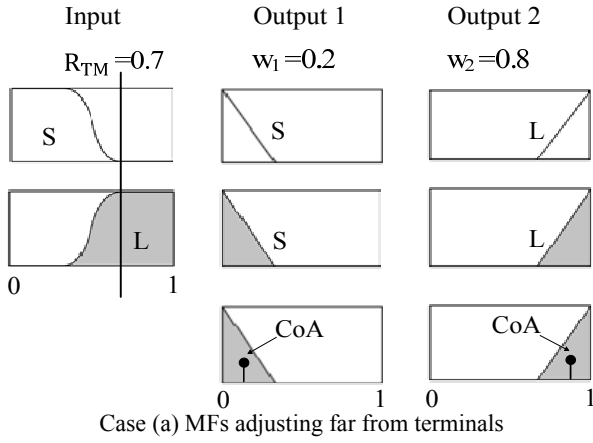 Input Output 1 Output 2
R_TM=0.7 w₁=0.2 w₂=0.8
S S L
L S L
0 1
CoA CoA
0 1 0 1
Case (a) MFs adjusting far from terminals